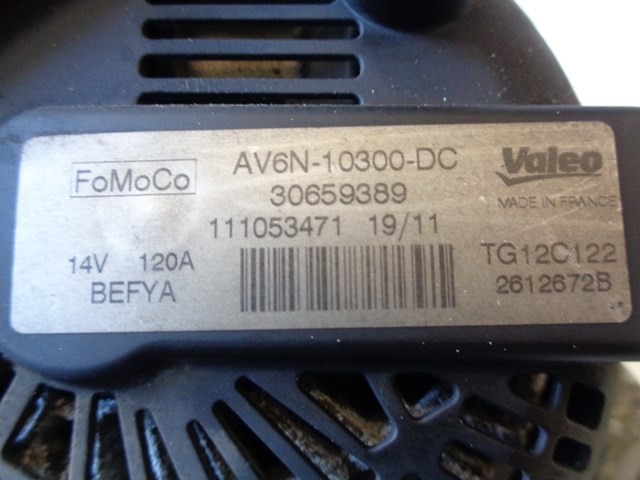 FoMoCo
AV6N-10300-DC
30659389
111053471 19/11
14V 120A
BEFYA
Valeo
MADE IN FRANCE
TG12C122
2612672B